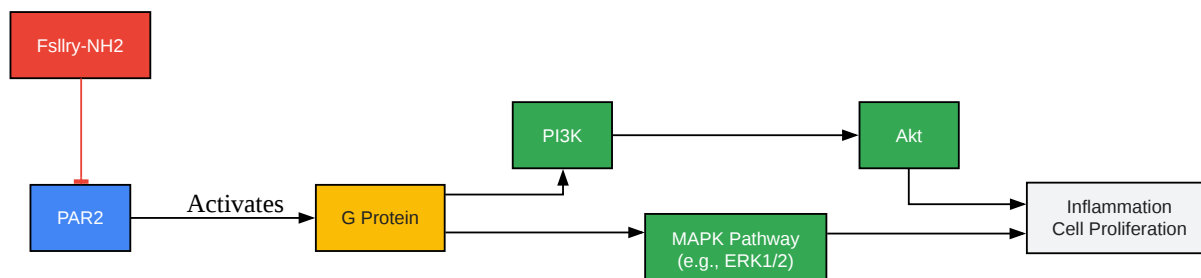 Fsllry-NH2
PI3K
Akt
PAR2
Activates
G Protein
MAPK Pathway
(e.g., ERK1/2)
Inflammation
Cell Proliferation